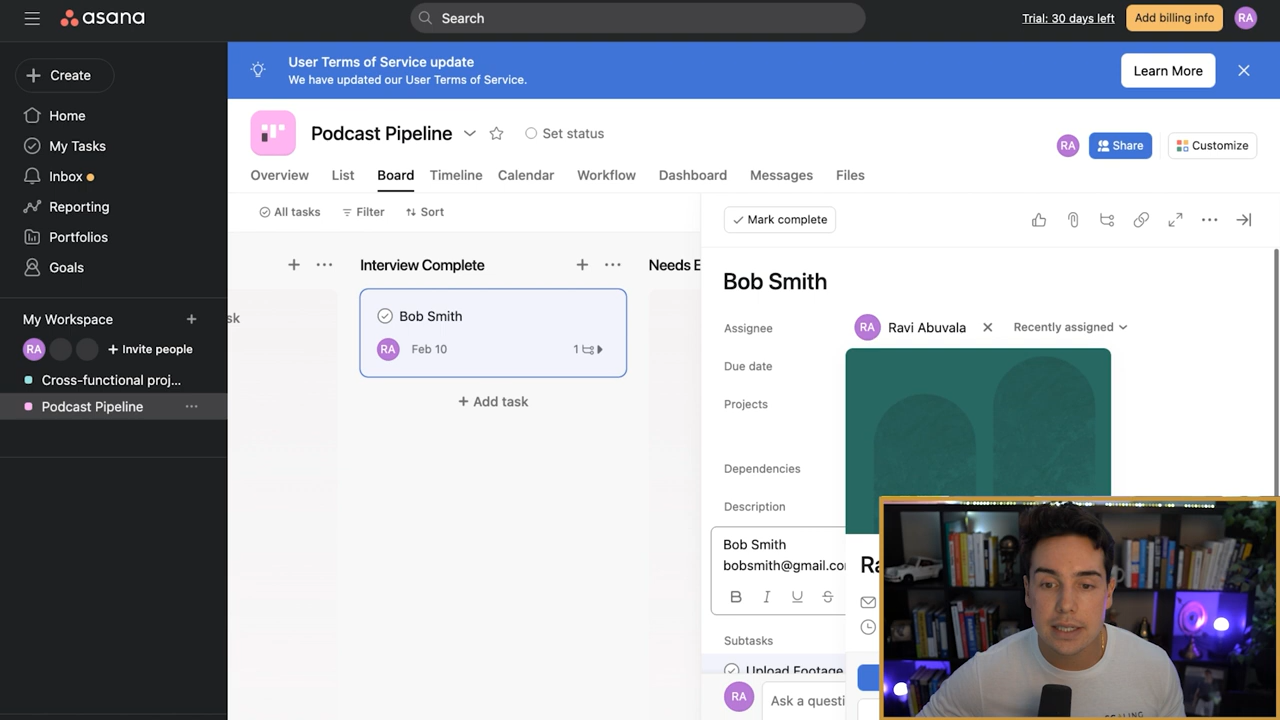 asana
Search
Trial: 30 days left
Add billing info
RA
Create
Home
My Tasks
Inbox
Reporting
Portfolios
Goals
My Workspace
RA
Invite people
Cross-functional proj...
Podcast Pipeline
User Terms of Service update
We have updated our User Terms of Service.
Learn More
Podcast Pipeline
Set status
RA
Share
Customize
Overview
List
Board
Timeline
Calendar
Workflow
Dashboard
Messages
Files
All tasks
Filter
Sort
Interview Complete
Needs E
sk
Bob Smith
RA
Feb 10
1
Add task
Mark complete
Bob Smith
Assignee
RA
Ravi Abuvala
Recently assigned
Due date
Projects
Dependencies
Description
Bob Smith
bobsmith@gmail.co
B I U S
Ra
Subtasks
Upload Footage
RA
Ask a questi